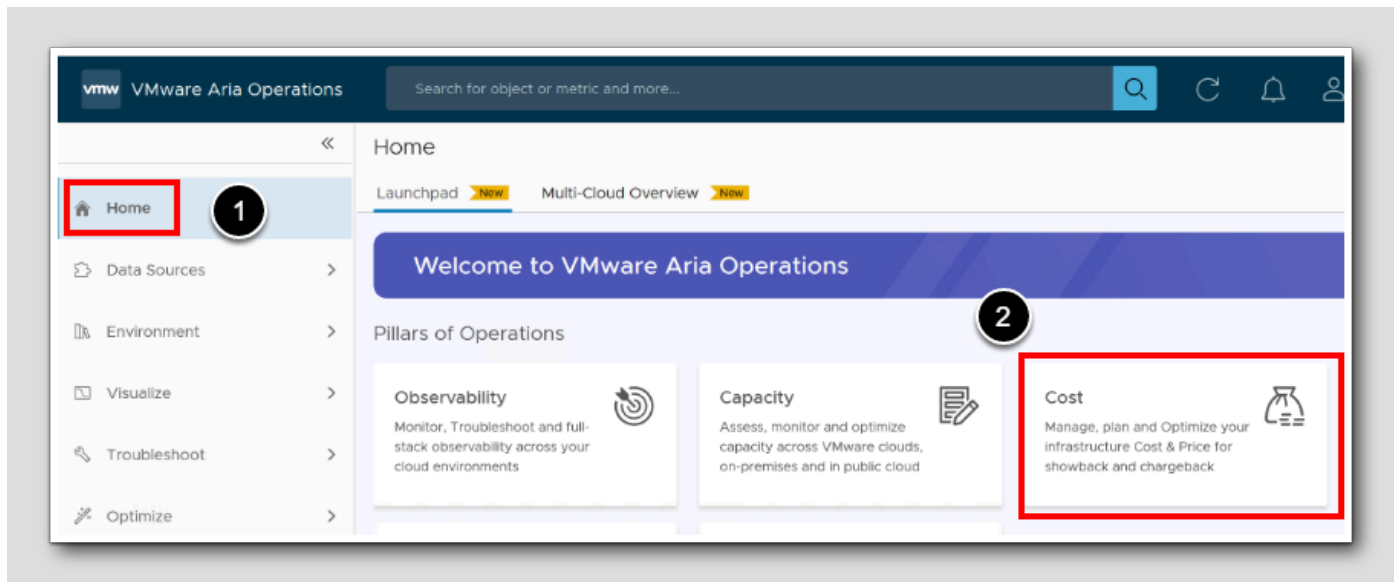 vmw VMware Aria Operations
Search for object or metric and more...
Home
Launchpad New Multi-Cloud Overview New
Home
1
Data Sources
Environment
Visualize
Troubleshoot
Optimize
Welcome to VMware Aria Operations
2
Pillars of Operations
Observability
Monitor, Troubleshoot and full-
stack observability across your
cloud environments
Capacity
Assess, monitor and optimize
capacity across VMware clouds,
on-premises and in public cloud
Cost
Manage, plan and Optimize your
infrastructure Cost & Price for
showback and chargeback